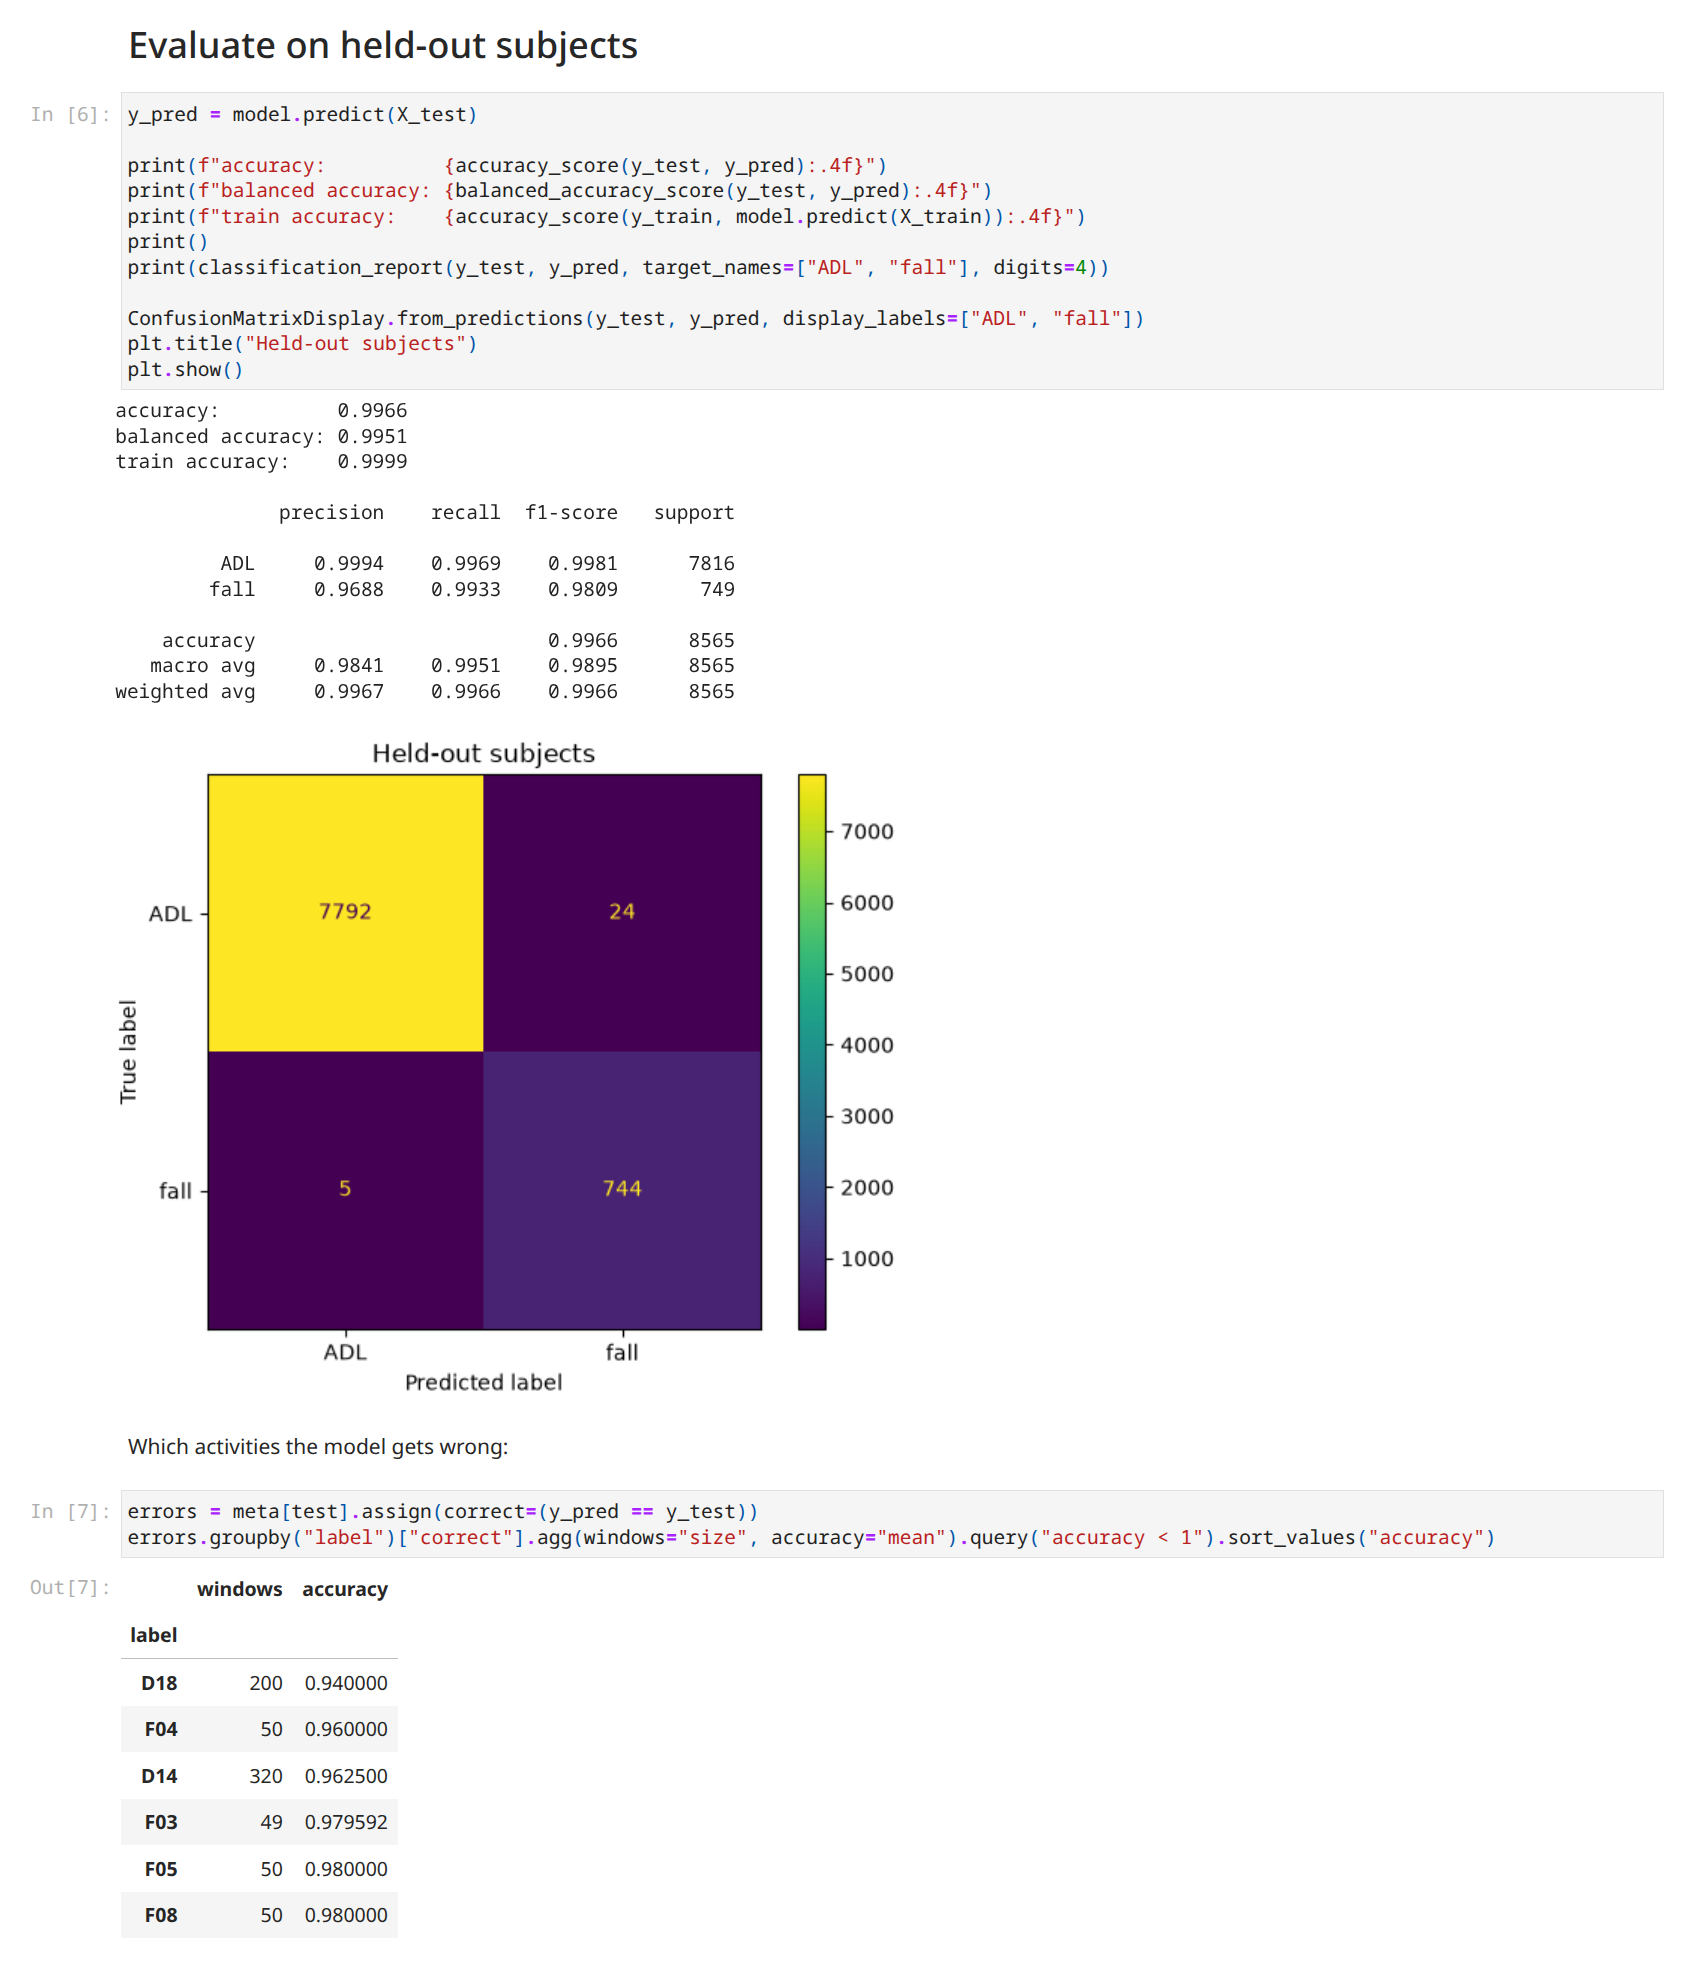 Evaluate on held-out subjects
In [6]:
y_pred = model.predict(X_test)
print(f"accuracy:          {accuracy_score(y_test, y_pred):.4f}")
print(f"balanced accuracy: {balanced_accuracy_score(y_test, y_pred):.4f}")
print(f"train accuracy:    {accuracy_score(y_train, model.predict(X_train)):.4f}")
print()
print(classification_report(y_test, y_pred, target_names=["ADL", "fall"], digits=4))
ConfusionMatrixDisplay.from_predictions(y_test, y_pred, display_labels=["ADL", "fall"])
plt.title("Held-out subjects")
plt.show()
accuracy:          0.9966
balanced accuracy: 0.9951
train accuracy:    0.9999
precision    recall  f1-score   support
ADL     0.9994    0.9969    0.9981      7816
fall     0.9688    0.9933    0.9809       749
accuracy                         0.9966      8565
macro avg     0.9841    0.9951    0.9895      8565
weighted avg     0.9967    0.9966    0.9966      8565
Held-out subjects
7000
6000
5000
4000
3000
2000
1000
True label
ADL
7792
24
fall
5
744
ADL
fall
Predicted label
Which activities the model gets wrong:
In [7]:
errors = meta[test].assign(correct=(y_pred == y_test))
errors.groupby("label")["correct"].agg(windows="size", accuracy="mean").query("accuracy < 1").sort_values("accuracy")
Out[7]:
windows accuracy
label
D18 200 0.940000
F04 50 0.960000
D14 320 0.962500
F03 49 0.979592
F05 50 0.980000
F08 50 0.980000